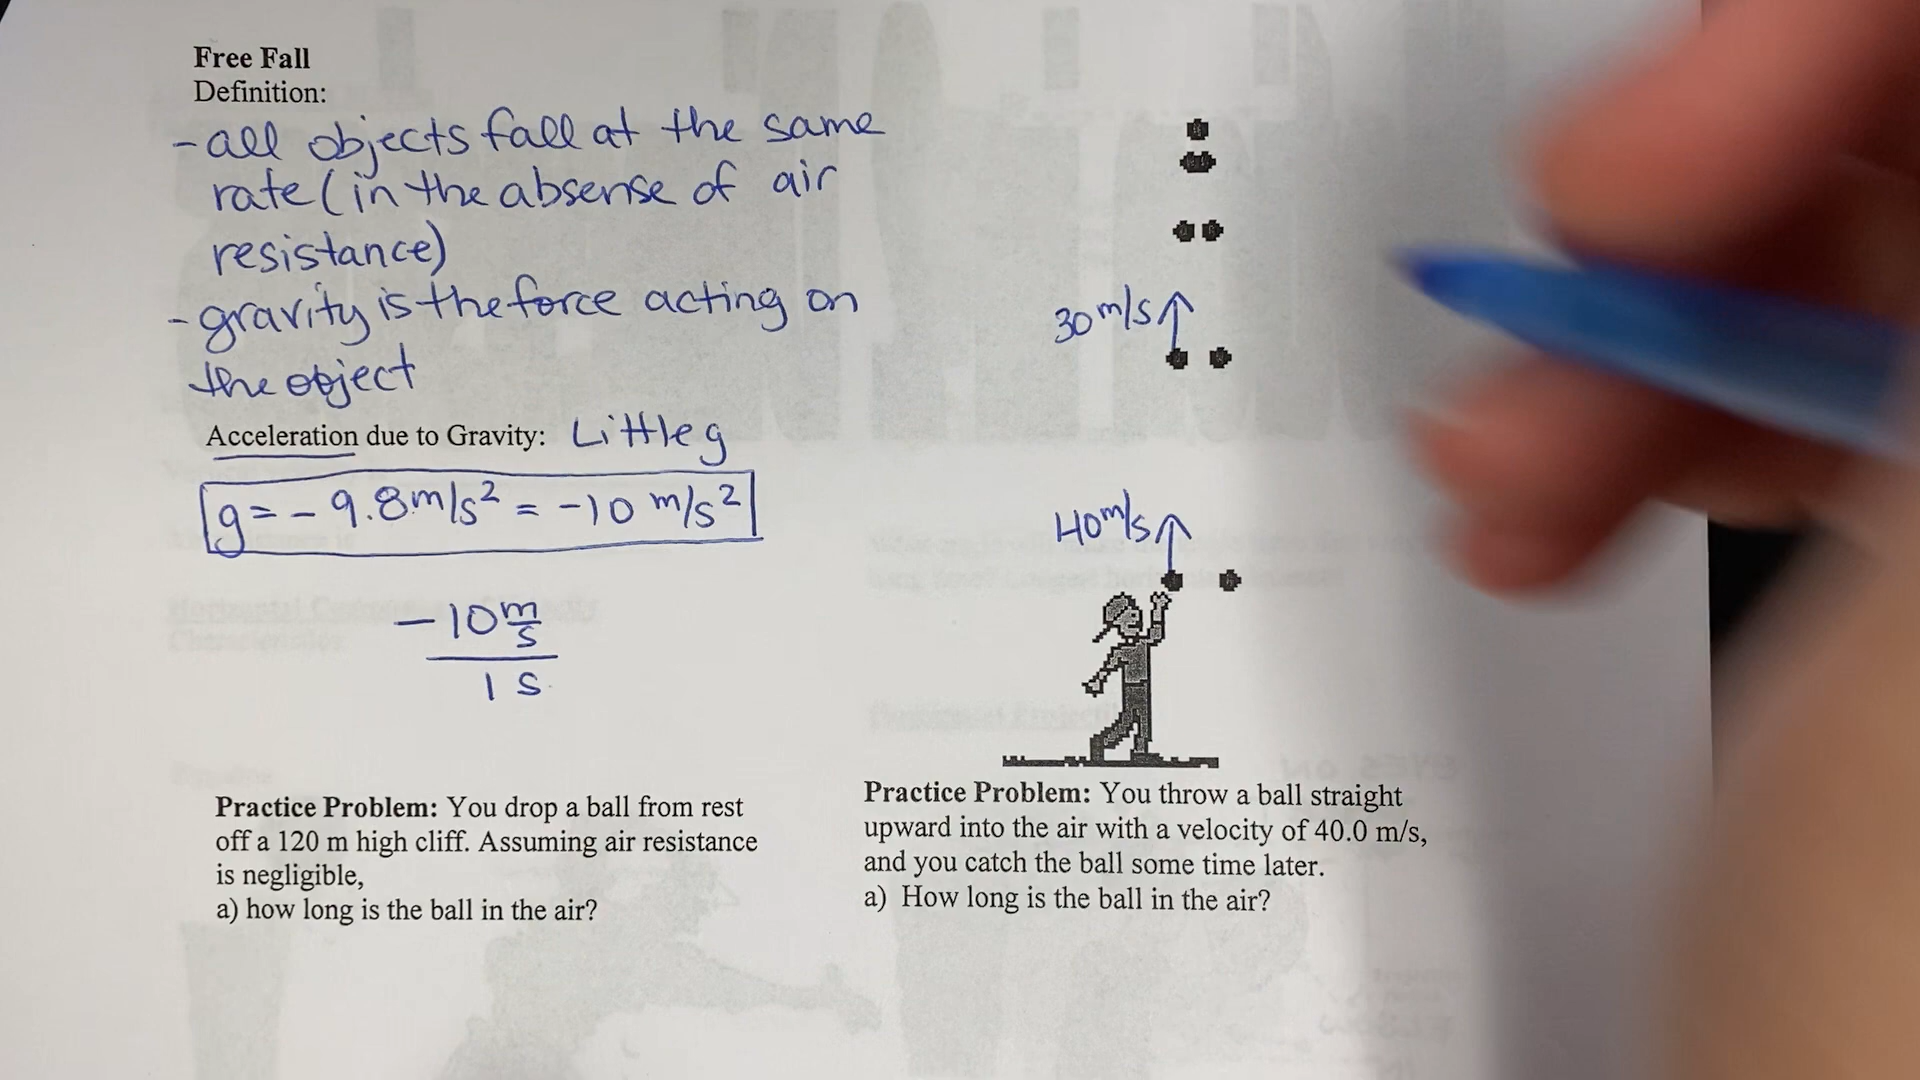 Free Fall
Definition:
- all objects fall at the same
rate (in the absense of air
resistance)
- gravity is the force acting on
the object
Acceleration due to Gravity: Little g
g = - 9.8 m/s² = -10 m/s²
-10 m/s
1 s
30 m/s
40 m/s
Practice Problem: You drop a ball from rest
off a 120 m high cliff. Assuming air resistance
is negligible,
a) how long is the ball in the air?
Practice Problem: You throw a ball straight
upward into the air with a velocity of 40.0 m/s,
and you catch the ball some time later.
a) How long is the ball in the air?